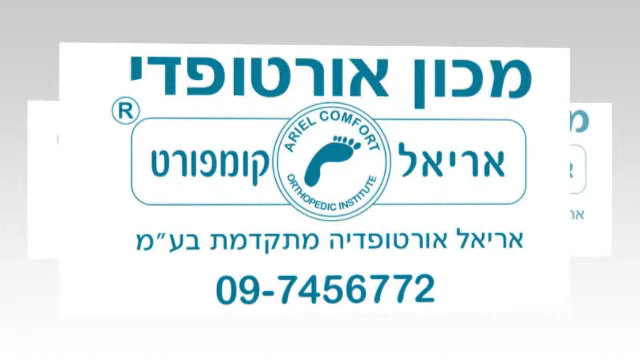 מכון אורטופדי
®
אריאל קומפורט
ARIEL COMFORT
ORTHOPEDIC INSTITUTE
אריאל אורטופדיה מתקדמת בע״מ
09-7456772